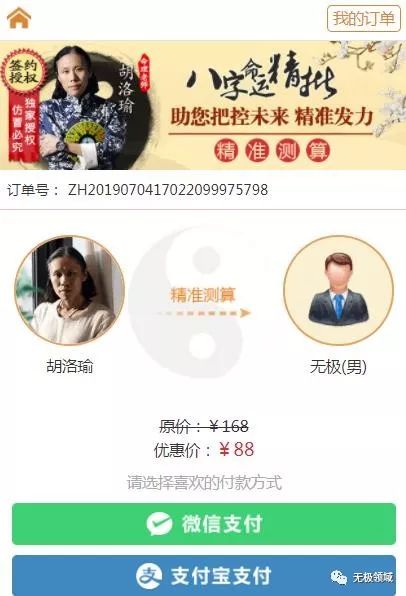 我的订单
签约
授权
独家授权
仿冒必究
胡洛瑜
命理老师
八字命运精批
助您把控未来 精准发力
精准测算
订单号： ZH2019070417022099975798
精准测算
胡洛瑜
无极(男)
原价：￥168
优惠价：￥88
请选择喜欢的付款方式
微信支付
支付宝支付
无极领域